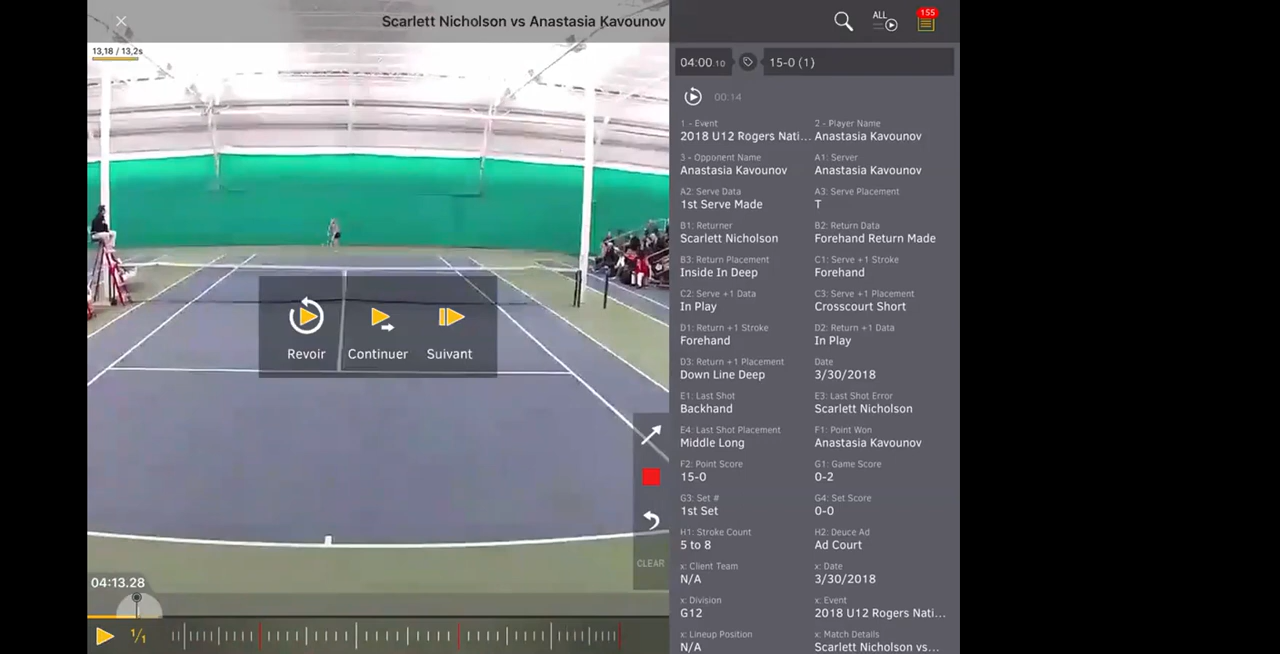 Scarlett Nicholson vs Anastasia Kavounov
13,18 / 13,2s
Revoir
Continuer
Suivant
CLEAR
04:13.28
1/1
ALL
155
04:00.10
15-0 (1)
00:14
1 - Event
2018 U12 Rogers Nati...
2 - Player Name
Anastasia Kavounov
3 - Opponent Name
Anastasia Kavounov
A1: Server
Anastasia Kavounov
A2: Serve Data
1st Serve Made
A3: Serve Placement
T
B1: Returner
Scarlett Nicholson
B2: Return Data
Forehand Return Made
B3: Return Placement
Inside In Deep
C1: Serve +1 Stroke
Forehand
C2: Serve +1 Data
In Play
C3: Serve +1 Placement
Crosscourt Short
D1: Return +1 Stroke
Forehand
D2: Return +1 Data
In Play
D3: Return +1 Placement
Down Line Deep
Date
3/30/2018
E1: Last Shot
Backhand
E3: Last Shot Error
Scarlett Nicholson
E4: Last Shot Placement
Middle Long
F1: Point Won
Anastasia Kavounov
F2: Point Score
15-0
G1: Game Score
0-2
G3: Set #
1st Set
G4: Set Score
0-0
H1: Stroke Count
5 to 8
H2: Deuce Ad
Ad Court
x: Client Team
N/A
x: Date
3/30/2018
x: Division
G12
x: Event
2018 U12 Rogers Nati...
x: Lineup Position
N/A
x: Match Details
Scarlett Nicholson vs...